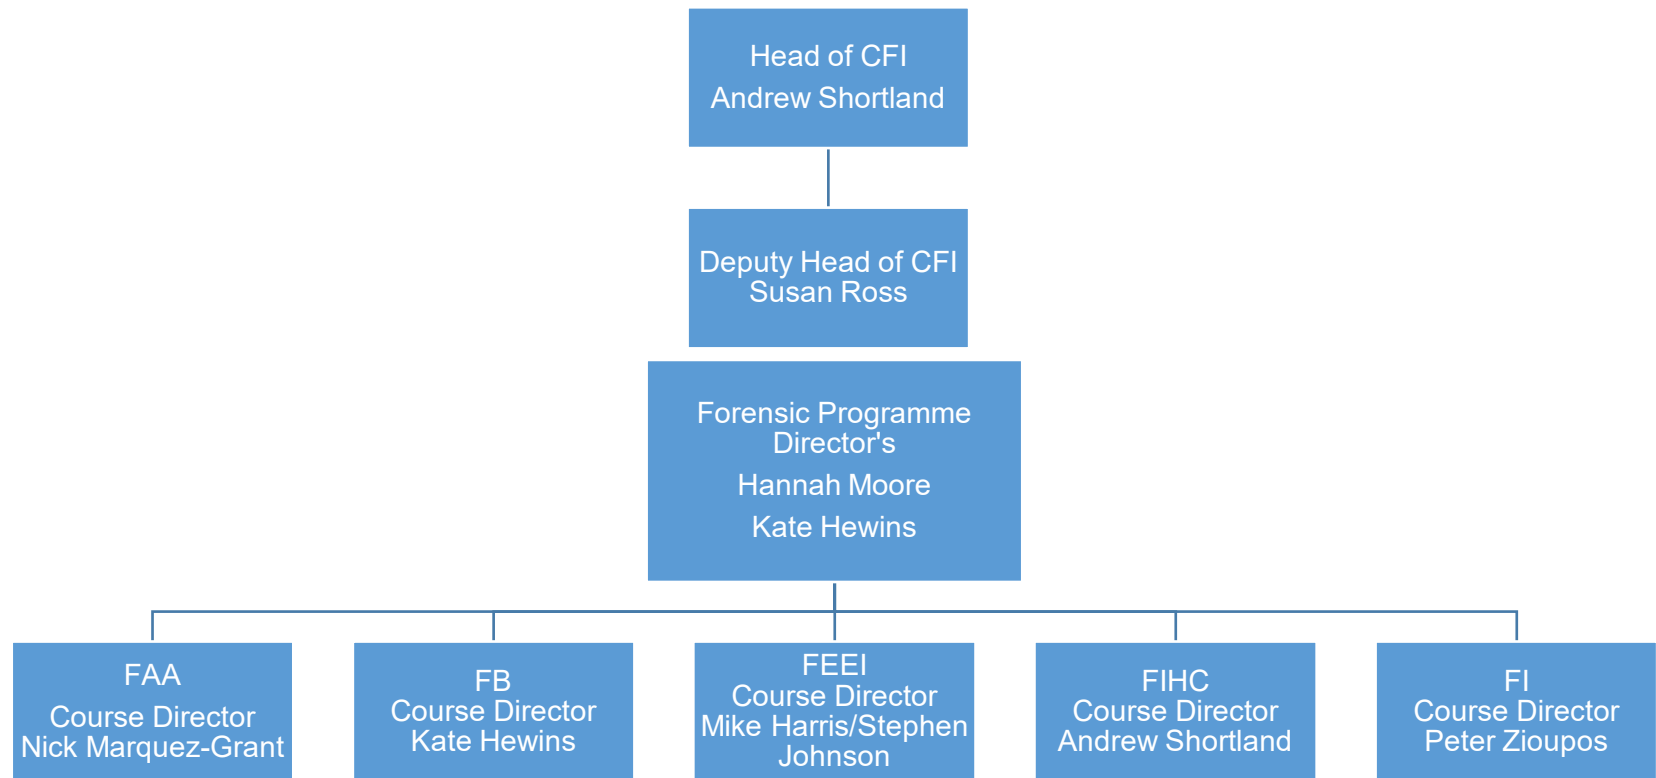 Head of CFI
Andrew Shortland
Deputy Head of CFI
Susan Ross
Forensic Programme
Director's
Hannah Moore
Kate Hewins
FAA
Course Director
Nick Marquez-Grant
FB
Course Director
Kate Hewins
FEEI
Course Director
Mike Harris/Stephen
Johnson
FIHC
Course Director
Andrew Shortland
FI
Course Director
Peter Zioupos